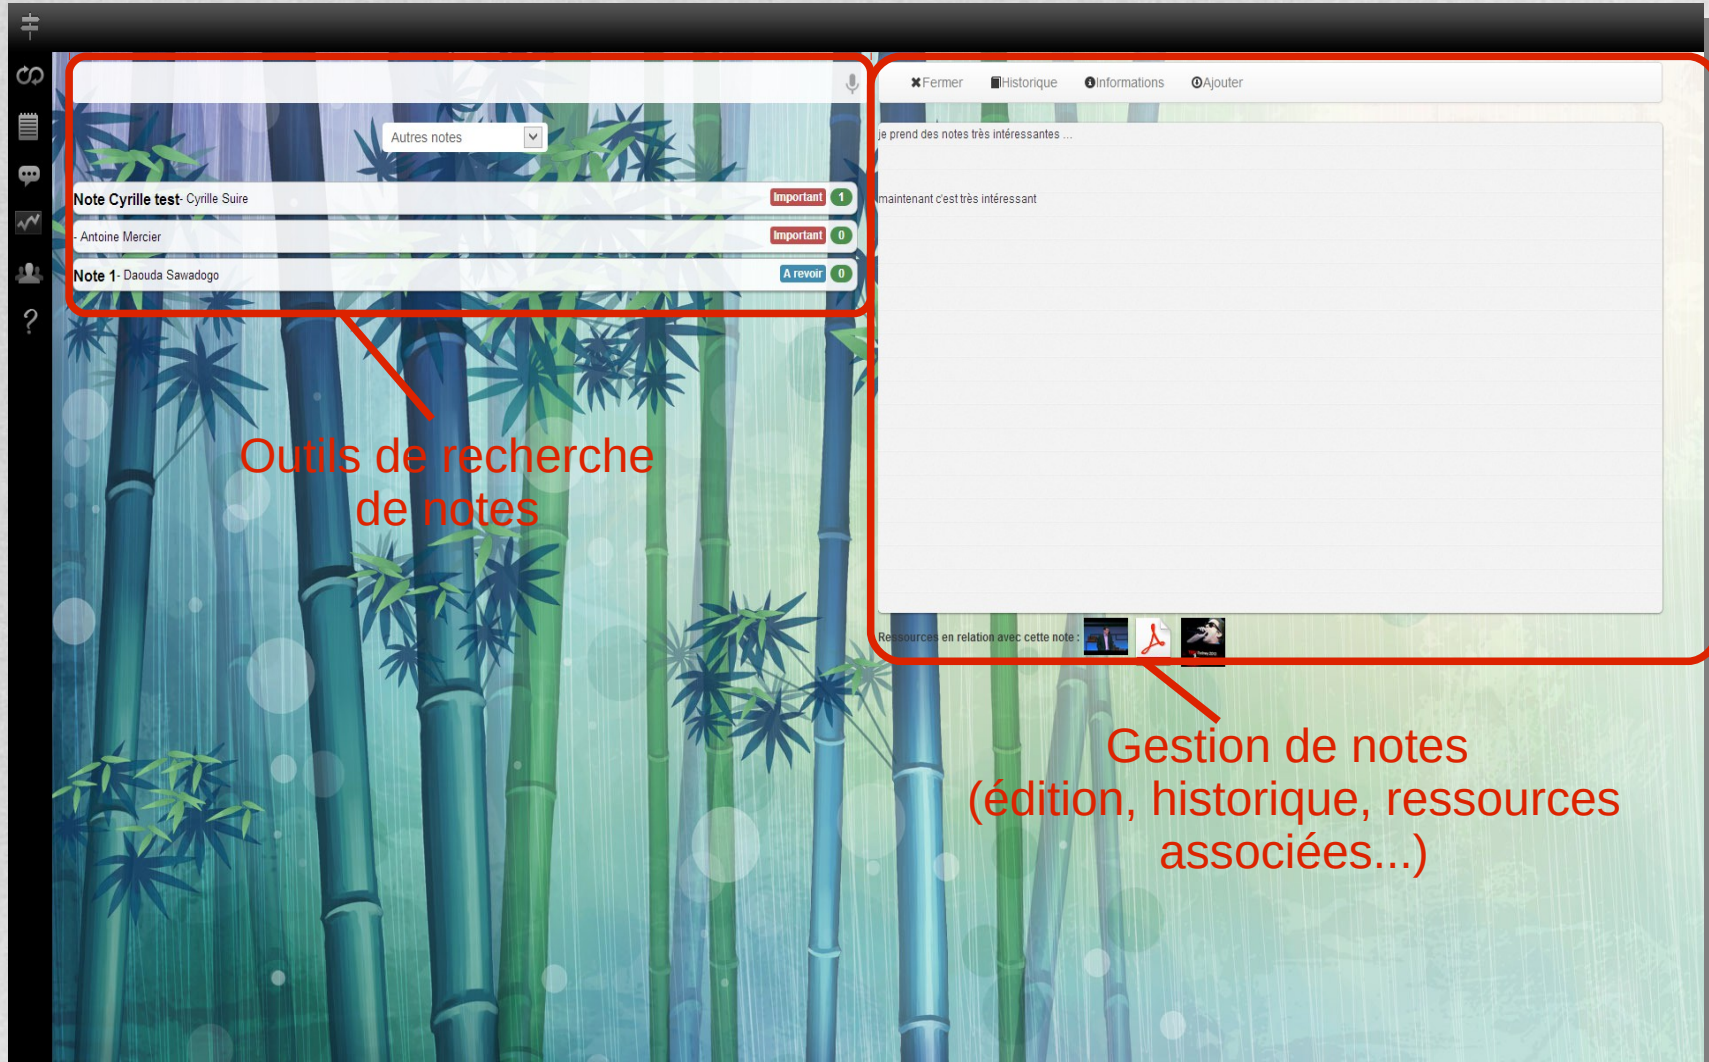 Autres notes
Note Cyrille test- Cyrille Suire Important 1
- Antoine Mercier Important 0
Note 1- Daouda Sawadogo A revoir 0
Outils de recherche
de notes
Fermer Historique Informations Ajouter
je prend des notes très intéressantes ...
maintenant c'est très intéressant
Ressources en relation avec cette note :
Gestion de notes
(édition, historique, ressources
associées...)